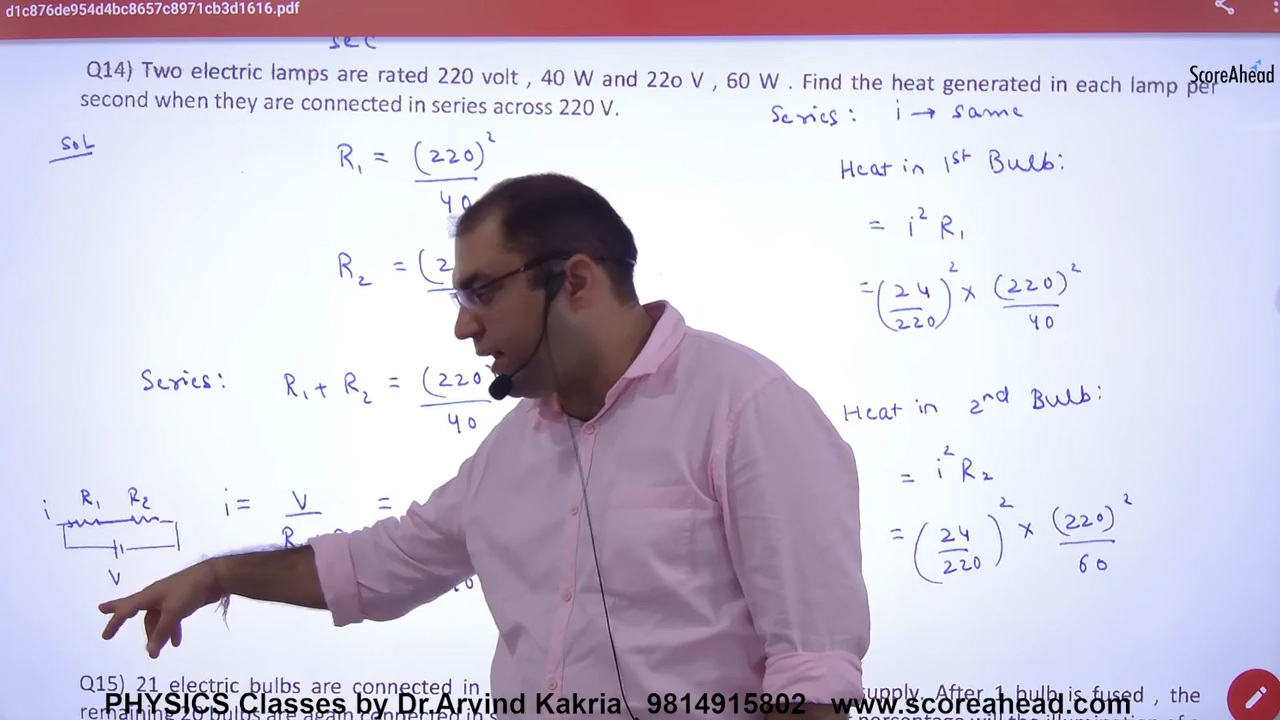 d1c876de954d4bc8657c8971cb3d1616.pdf
sec
Q14) Two electric lamps are rated 220 volt , 40 W and 22o V , 60 W . Find the heat generated in each lamp per
second when they are connected in series across 220 V.
ScoreAhead
Sol
R₁ = (220)²
40
R₂ = (2
Series: R₁ + R₂ = (220
40
i R₁ R₂
V
i = V =
R
Series: i → same
Heat in 1st Bulb:
= i² R₁
= (24/220)² × (220)²/40
Heat in 2nd Bulb:
= i² R₂
= (24/220)² × (220)²/60
Q15) 21 electric bulbs are connected in
supply. After 1 bulb is fused , the
PHYSICS Classes by Dr.Arvind Kakria 9814915802 www.scoreahead.com